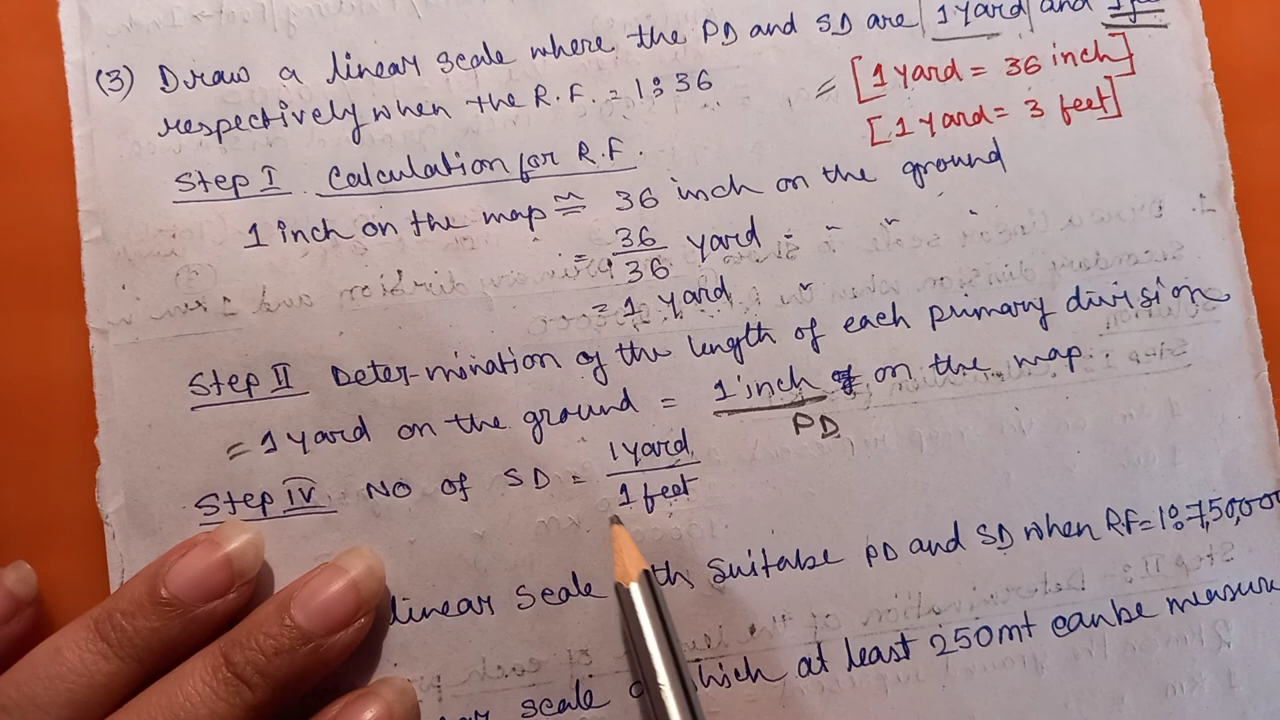 (3) Draw a linear scale where the PD and SD are 1 yard and
respectively when the R.F. = 1:36
= [1 yard = 36 inch]
[1 yard = 3 feet]
Step I Calculation for R.F.
1 inch on the map ≅ 36 inch on the ground
= 36/36 yard " " "
= 1 yard "
Step II Deter-mination of the length of each primary division
= 1 yard on the ground = 1 inch on the map.
PD
Step IV No of SD = 1 yard / 1 feet
linear scale suitabe PD and SD when RF = 1:7,50,000
scale which at least 250mt can be